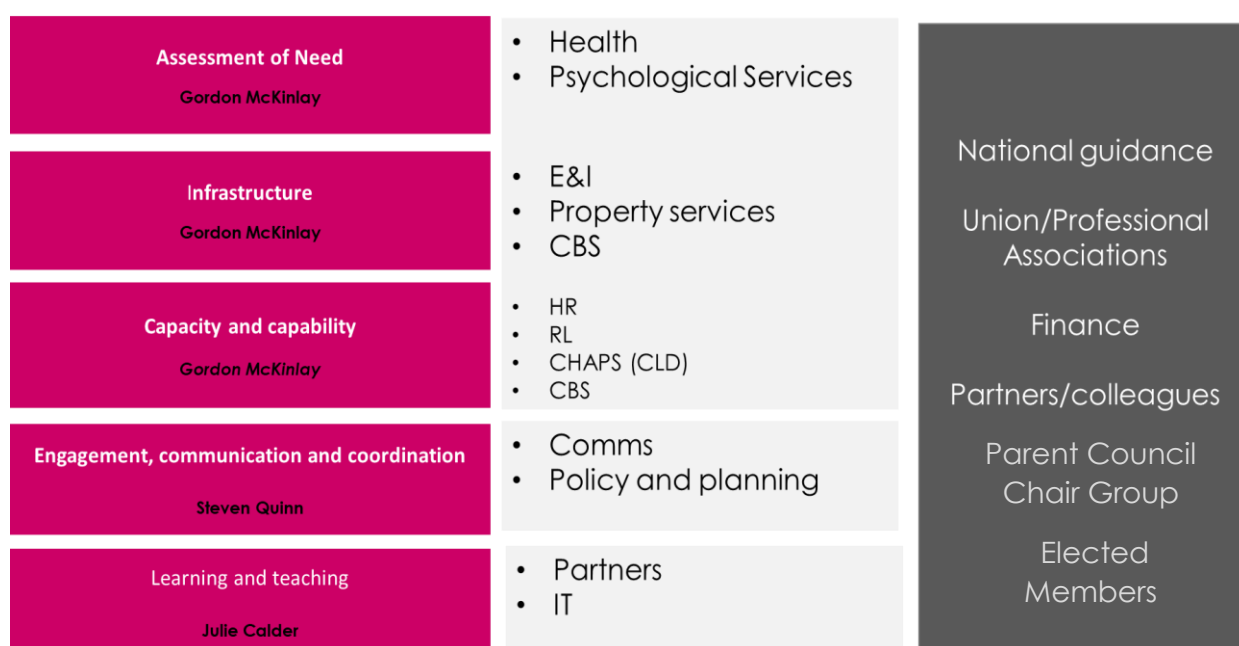 Assessment of Need
Gordon McKinlay
• Health
• Psychological Services
Infrastructure
Gordon McKinlay
• E&I
• Property services
• CBS
Capacity and capability
Gordon McKinlay
• HR
• RL
• CHAPS (CLD)
• CBS
Engagement, communication and coordination
Steven Quinn
• Comms
• Policy and planning
Learning and teaching
Julie Calder
• Partners
• IT
National guidance
Union/Professional
Associations
Finance
Partners/colleagues
Parent Council
Chair Group
Elected
Members